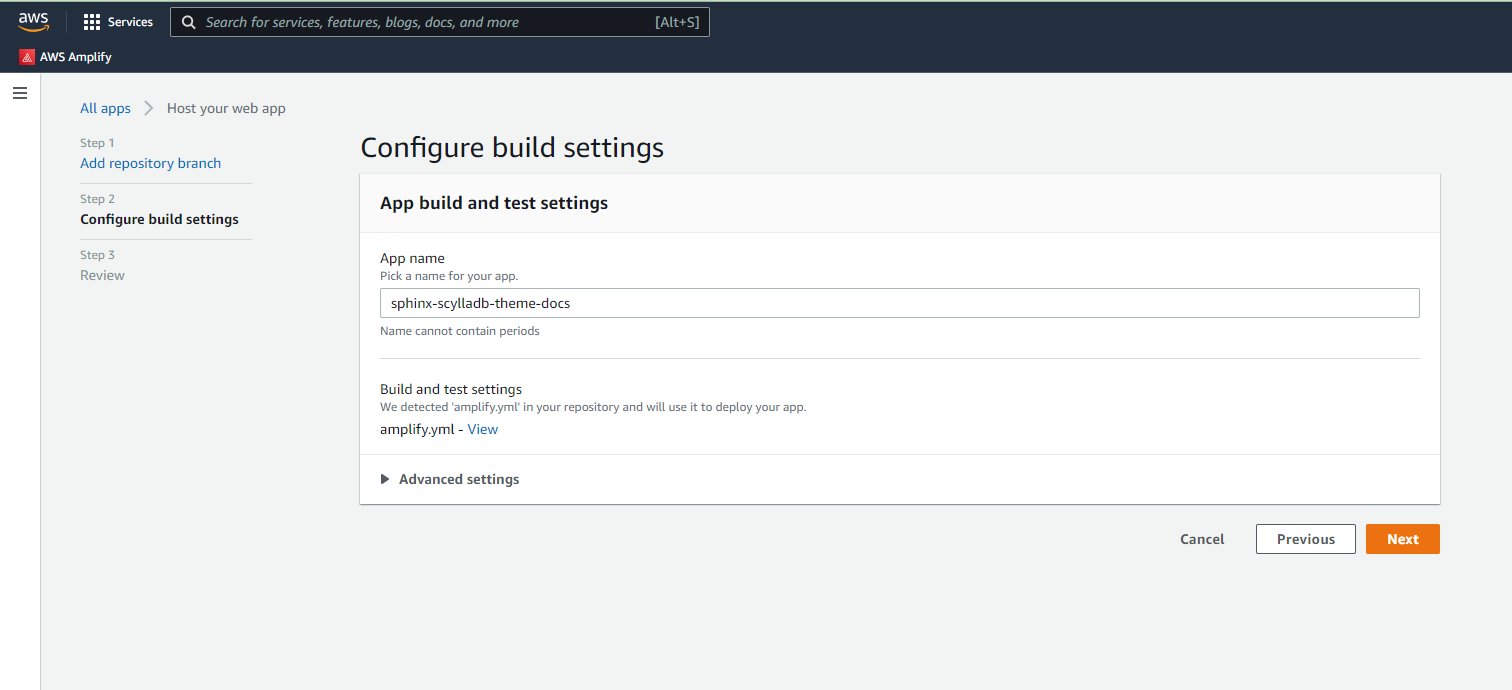 aws
Services
Search for services, features, blogs, docs, and more
[Alt+S]
AWS Amplify
All apps
Host your web app
Step 1
Add repository branch
Step 2
Configure build settings
Step 3
Review
Configure build settings
App build and test settings
App name
Pick a name for your app.
sphinx-scylladb-theme-docs
Name cannot contain periods
Build and test settings
We detected 'amplify.yml' in your repository and will use it to deploy your app.
amplify.yml - View
Advanced settings
Cancel
Previous
Next